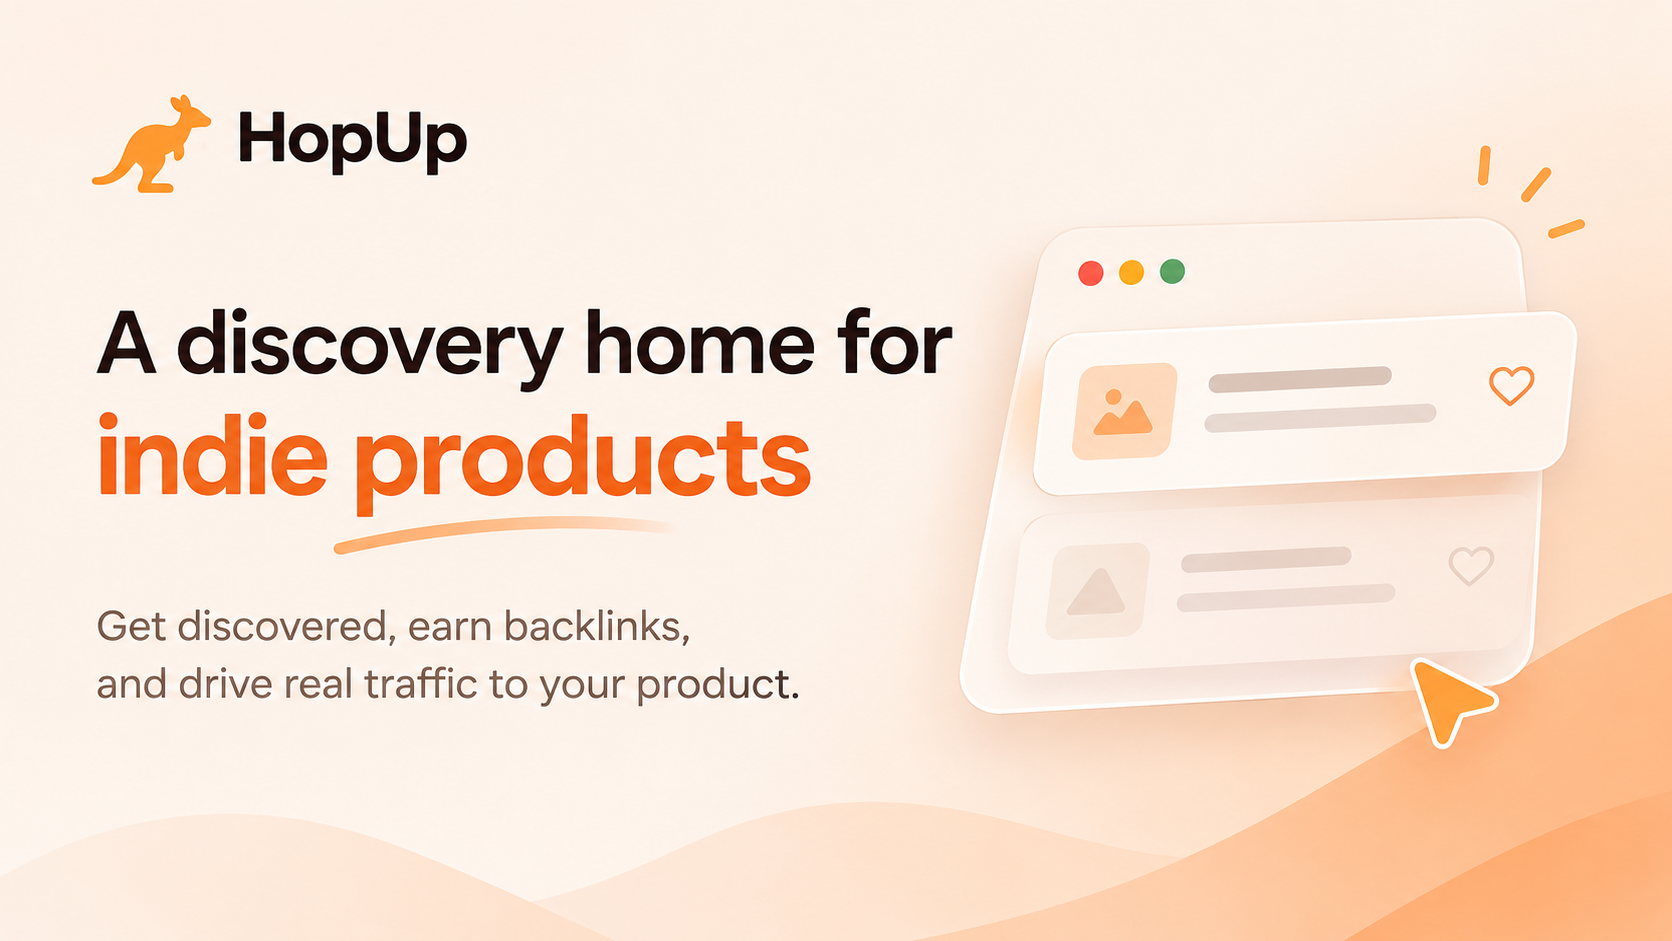 HopUp
A discovery home for
indie products
Get discovered, earn backlinks,
and drive real traffic to your product.